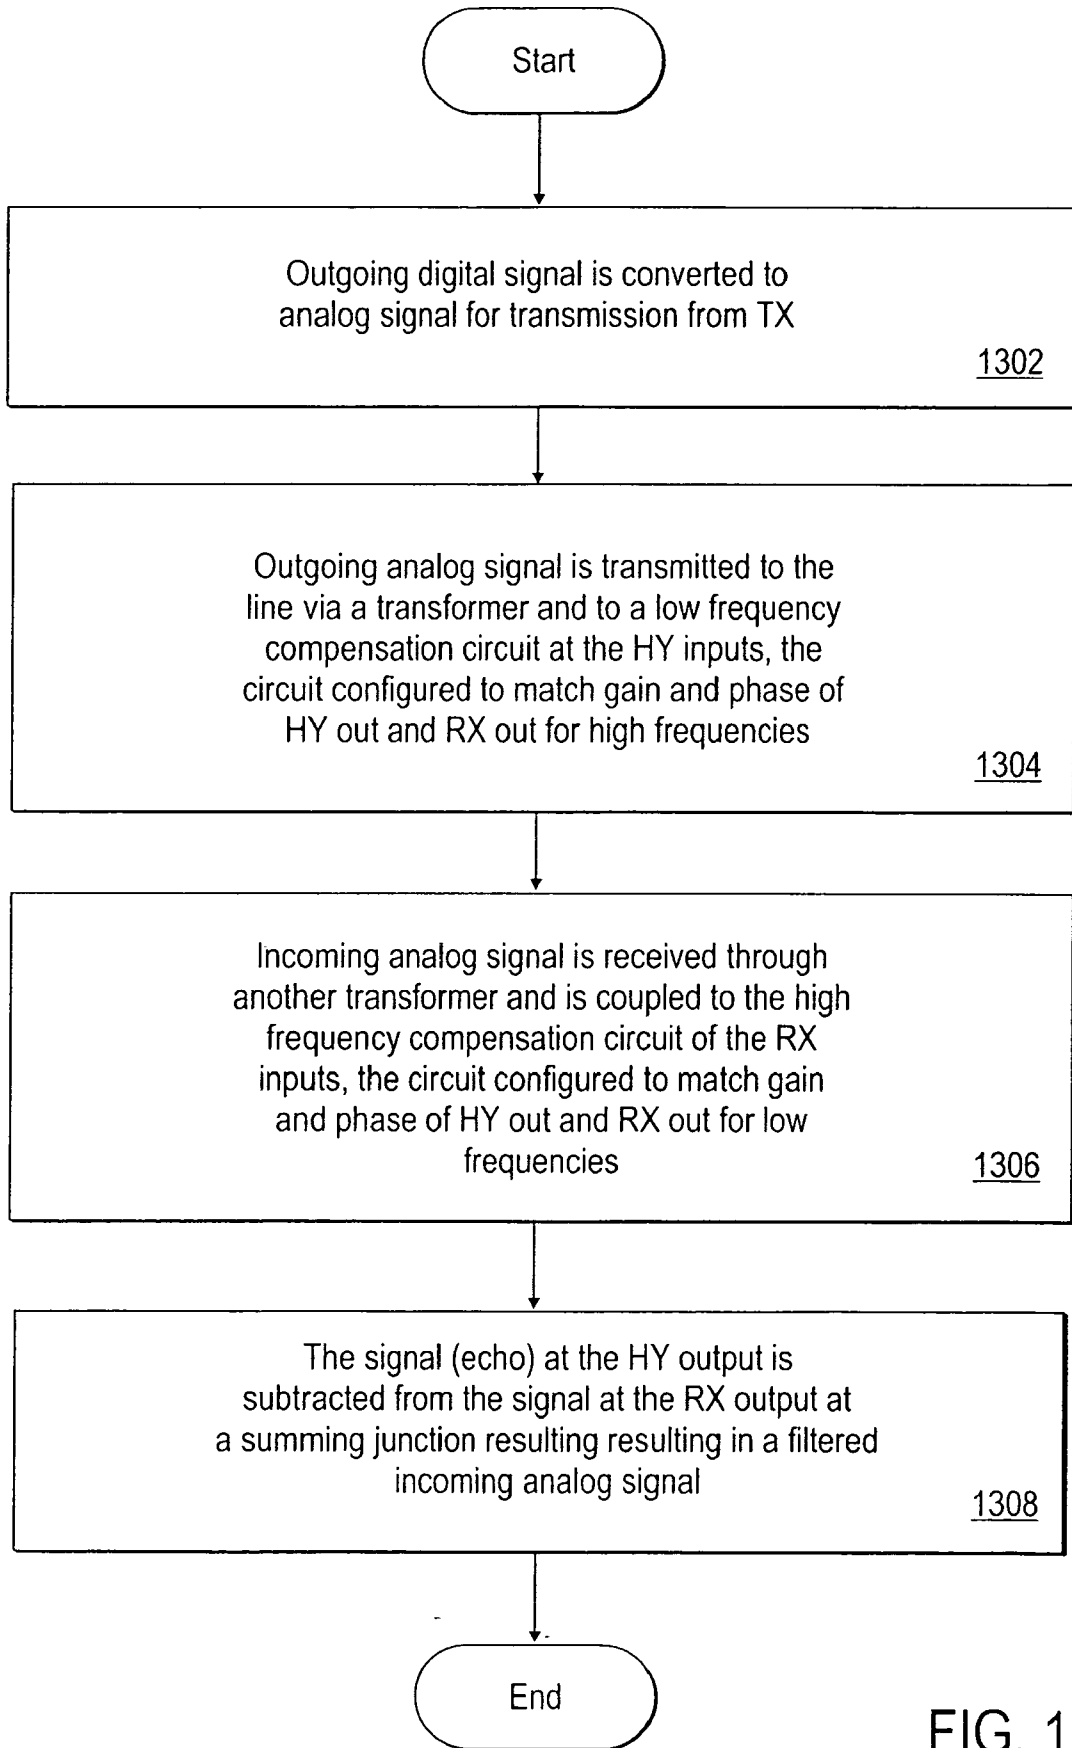 Start
Outgoing digital signal is converted to
analog signal for transmission from TX
1302
Outgoing analog signal is transmitted to the
line via a transformer and to a low frequency
compensation circuit at the HY inputs, the
circuit configured to match gain and phase of
HY out and RX out for high frequencies
1304
Incoming analog signal is received through
another transformer and is coupled to the high
frequency compensation circuit of the RX
inputs, the circuit configured to match gain
and phase of HY out and RX out for low
frequencies
1306
The signal (echo) at the HY output is
subtracted from the signal at the RX output at
a summing junction resulting resulting in a filtered
incoming analog signal
1308
End
FIG. 1